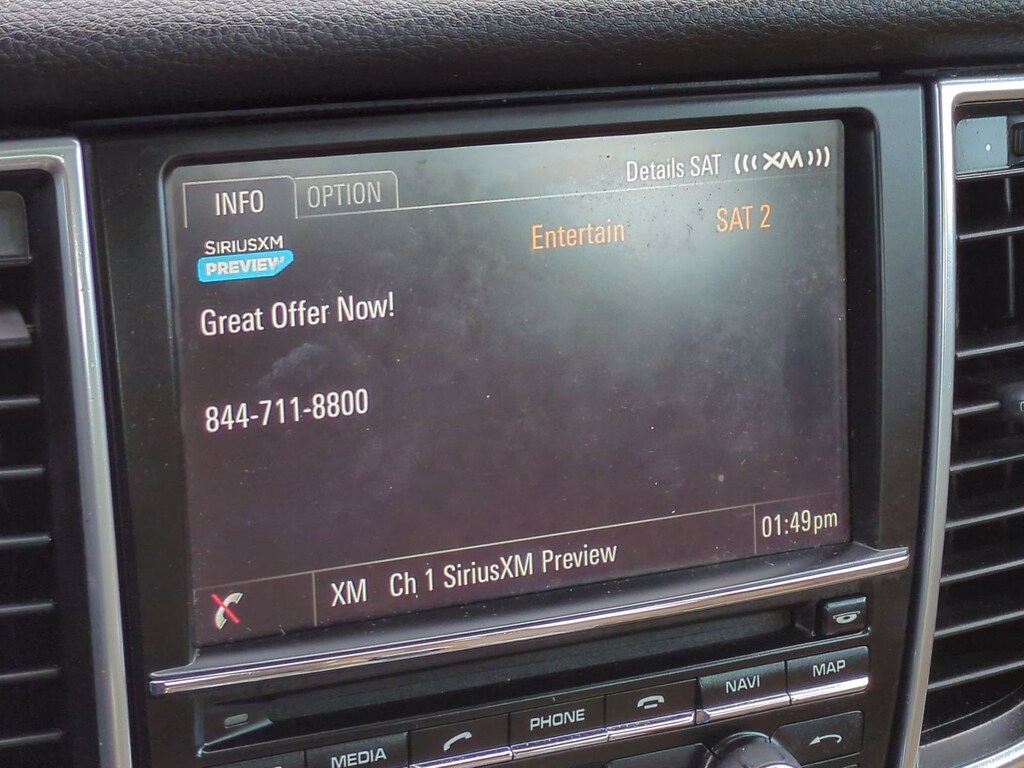 INFO
OPTION
Details SAT
(((XM)))
SIRIUSXM
PREVIEW
Entertain
SAT 2
Great Offer Now!
844-711-8800
XM Ch 1 SiriusXM Preview
01:49pm
MEDIA
PHONE
NAVI
MAP